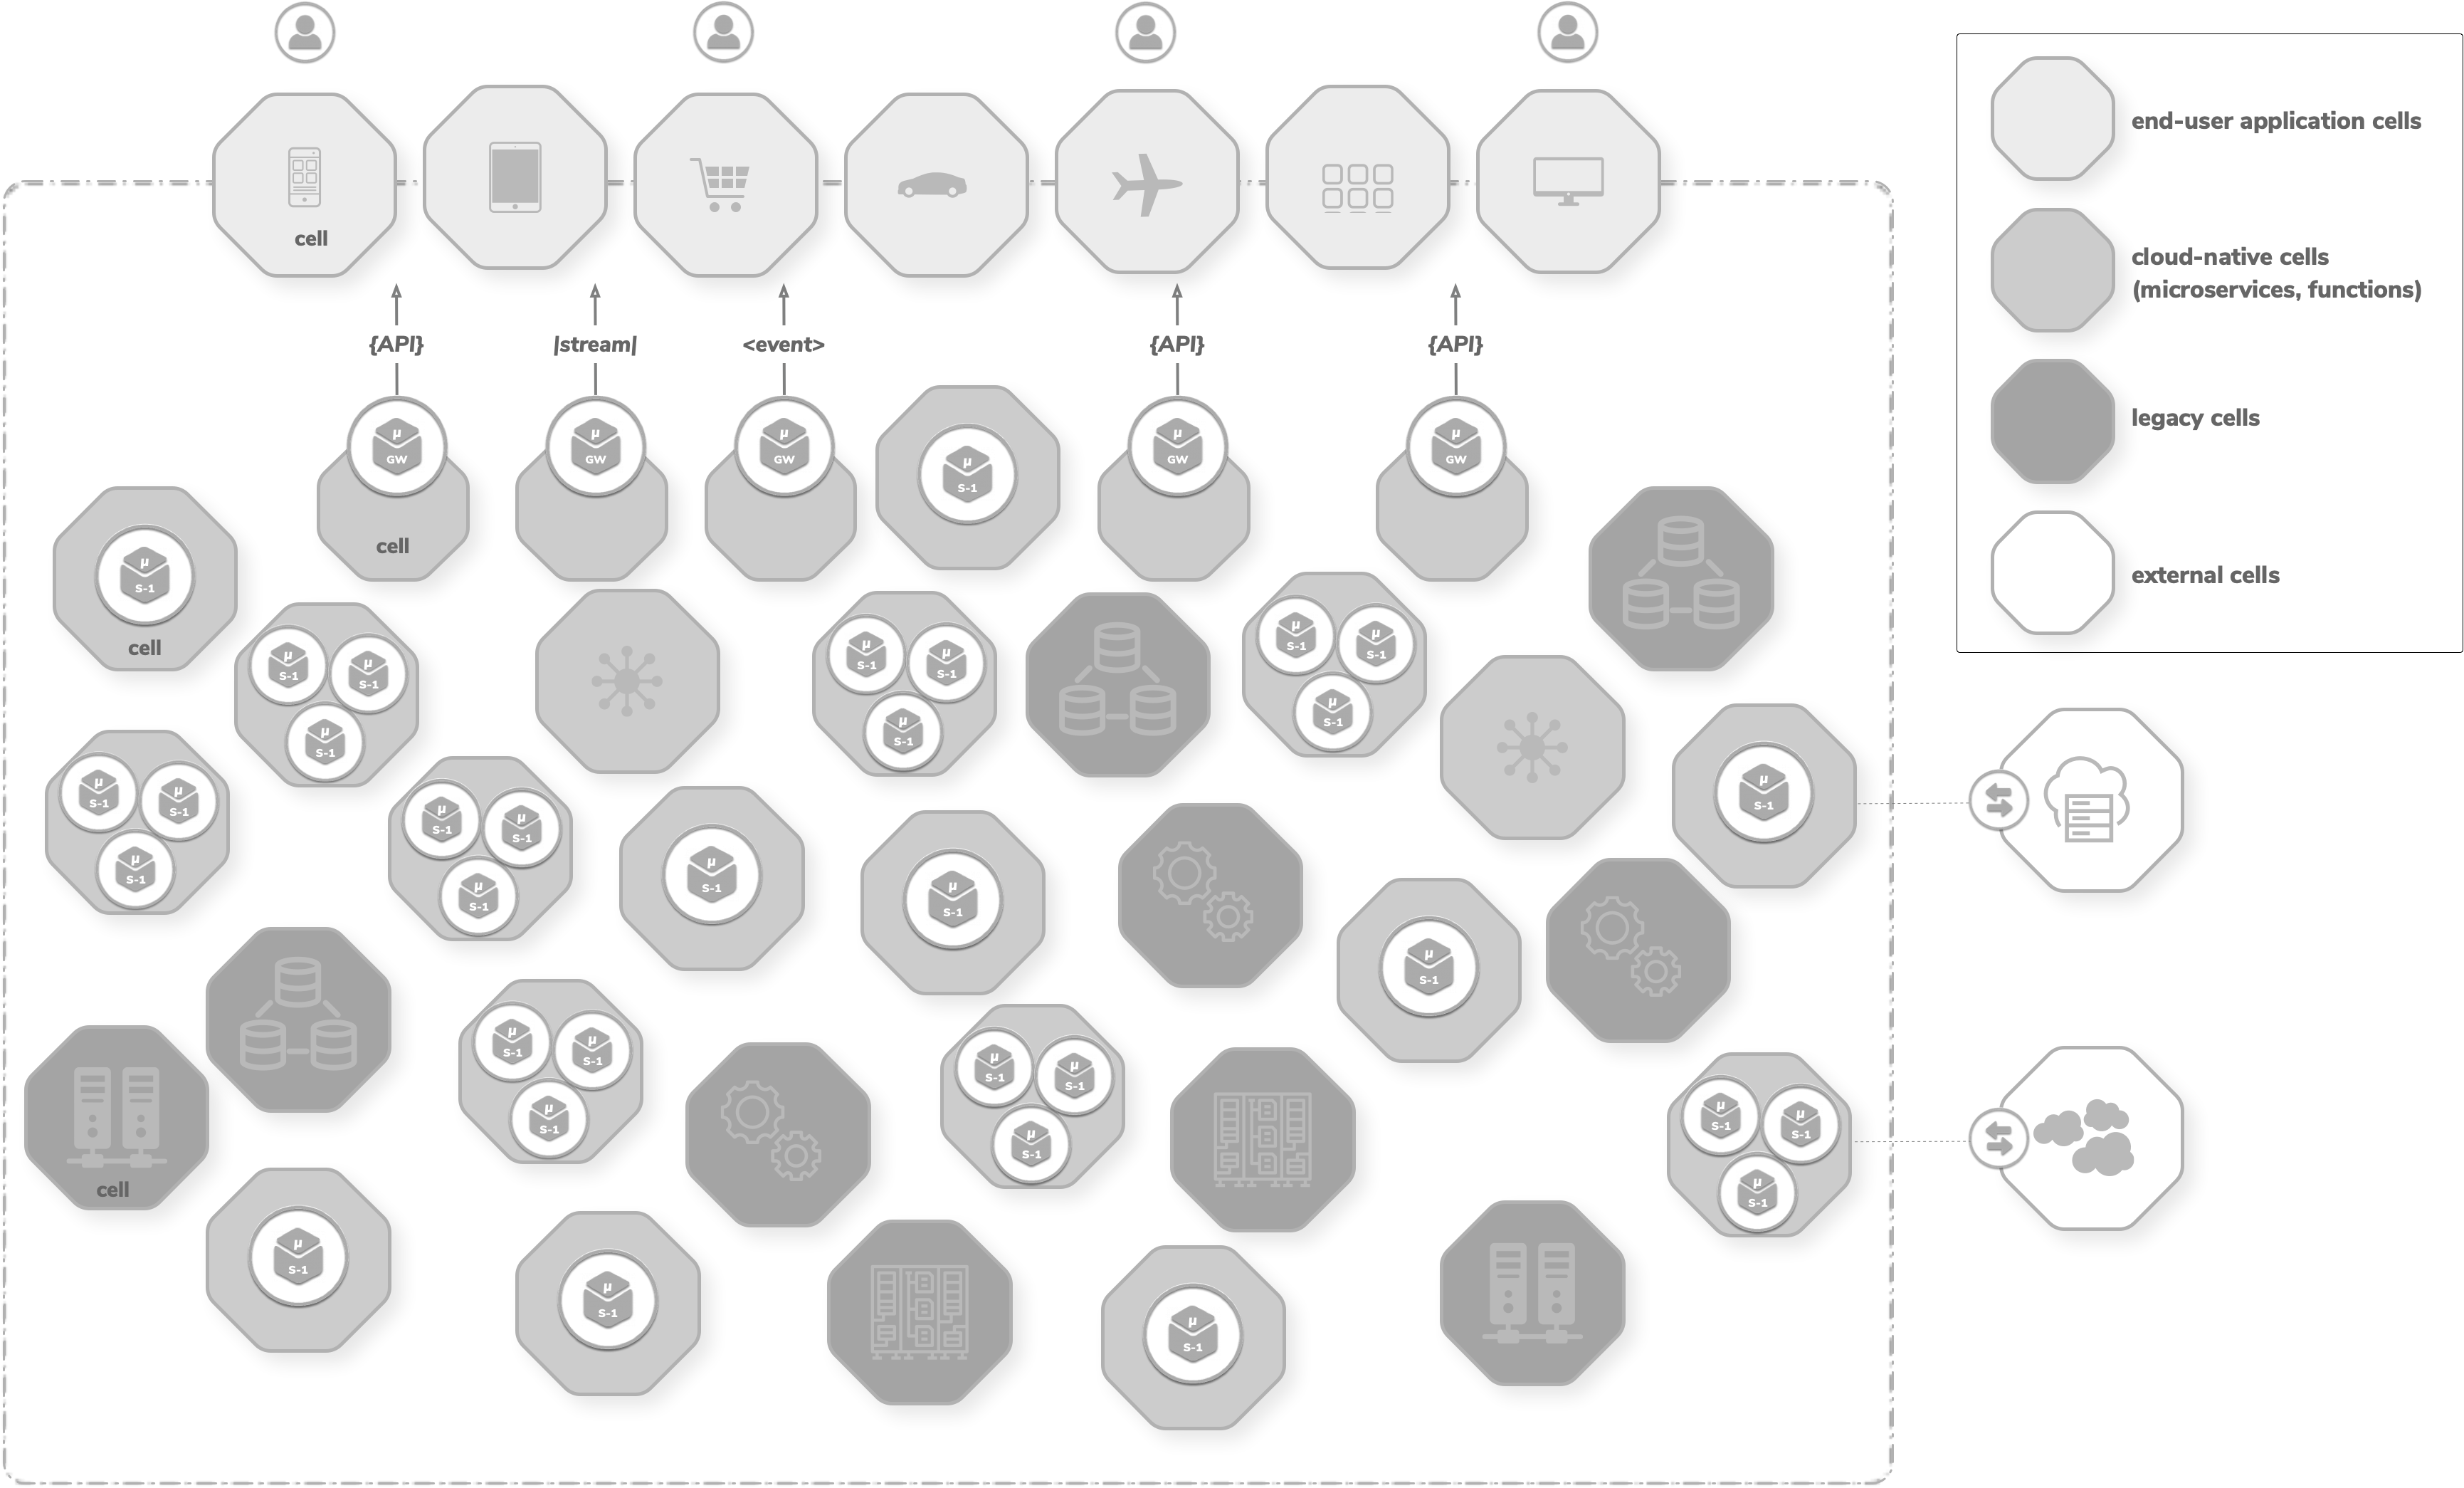 end-user application cells
cloud-native cells
(microservices, functions)
legacy cells
external cells
cell
{API}
|stream|
<event>
{API}
{API}
µ
GW
µ
GW
µ
GW
µ
GW
µ
GW
cell
µ
S-1
µ
S-1
cell
µ
S-1
µ
S-1
µ
S-1
µ
S-1
µ
S-1
µ
S-1
µ
S-1
µ
S-1
µ
S-1
µ
S-1
µ
S-1
µ
S-1
µ
S-1
µ
S-1
µ
S-1
µ
S-1
µ
S-1
µ
S-1
µ
S-1
µ
S-1
µ
S-1
µ
S-1
µ
S-1
µ
S-1
µ
S-1
µ
S-1
µ
S-1
µ
S-1
µ
S-1
cell
µ
S-1
µ
S-1
µ
S-1